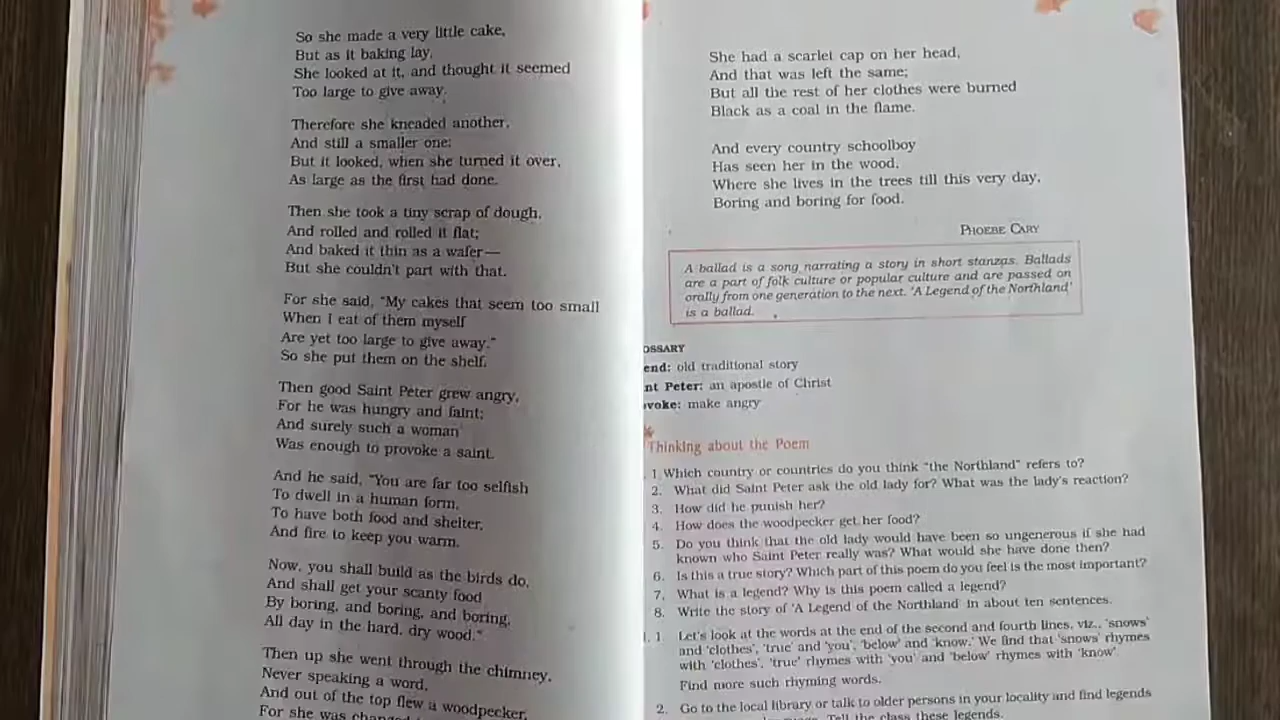 So she made a very little cake,
But as it baking lay,
She looked at it, and thought it seemed
Too large to give away.
Therefore she kneaded another,
And still a smaller one;
But it looked, when she turned it over,
As large as the first had done.
Then she took a tiny scrap of dough,
And rolled and rolled it flat;
And baked it thin as a wafer—
But she couldn't part with that.
For she said, "My cakes that seem too small
When I eat of them myself
Are yet too large to give away."
So she put them on the shelf.
Then good Saint Peter grew angry,
For he was hungry and faint;
And surely such a woman
Was enough to provoke a saint.
And he said, "You are far too selfish
To dwell in a human form,
To have both food and shelter,
And fire to keep you warm.
Now, you shall build as the birds do,
And shall get your scanty food
By boring, and boring, and boring,
All day in the hard, dry wood."
Then up she went through the chimney,
Never speaking a word,
And out of the top flew a woodpecker,
For she was
She had a scarlet cap on her head,
And that was left the same;
But all the rest of her clothes were burned
Black as a coal in the flame.
And every country schoolboy
Has seen her in the wood,
Where she lives in the trees till this very day,
Boring and boring for food.
PHOEBE CARY
A ballad is a song narrating a story in short stanzas. Ballads
are a part of folk culture or popular culture and are passed on
orally from one generation to the next. 'A Legend of the Northland'
is a ballad.
OSSARY
end: old traditional story
nt Peter: an apostle of Christ
voke: make angry
Thinking about the Poem
1 Which country or countries do you think "the Northland" refers to?
2. What did Saint Peter ask the old lady for? What was the lady's reaction?
3. How did he punish her?
4. How does the woodpecker get her food?
5. Do you think that the old lady would have been so ungenerous if she had
known who Saint Peter really was? What would she have done then?
6. Is this a true story? Which part of this poem do you feel is the most important?
7. What is a legend? Why is this poem called a legend?
8. Write the story of 'A Legend of the Northland' in about ten sentences.
1. Let's look at the words at the end of the second and fourth lines, viz., 'snows'
and 'clothes', 'true' and 'you', 'below' and 'know.' We find that 'snows' rhymes
with 'clothes', 'true' rhymes with 'you' and 'below' rhymes with 'know'.
Find more such rhyming words.
2. Go to the local library or talk to older persons in your locality and find legends
Tell the class these legends.